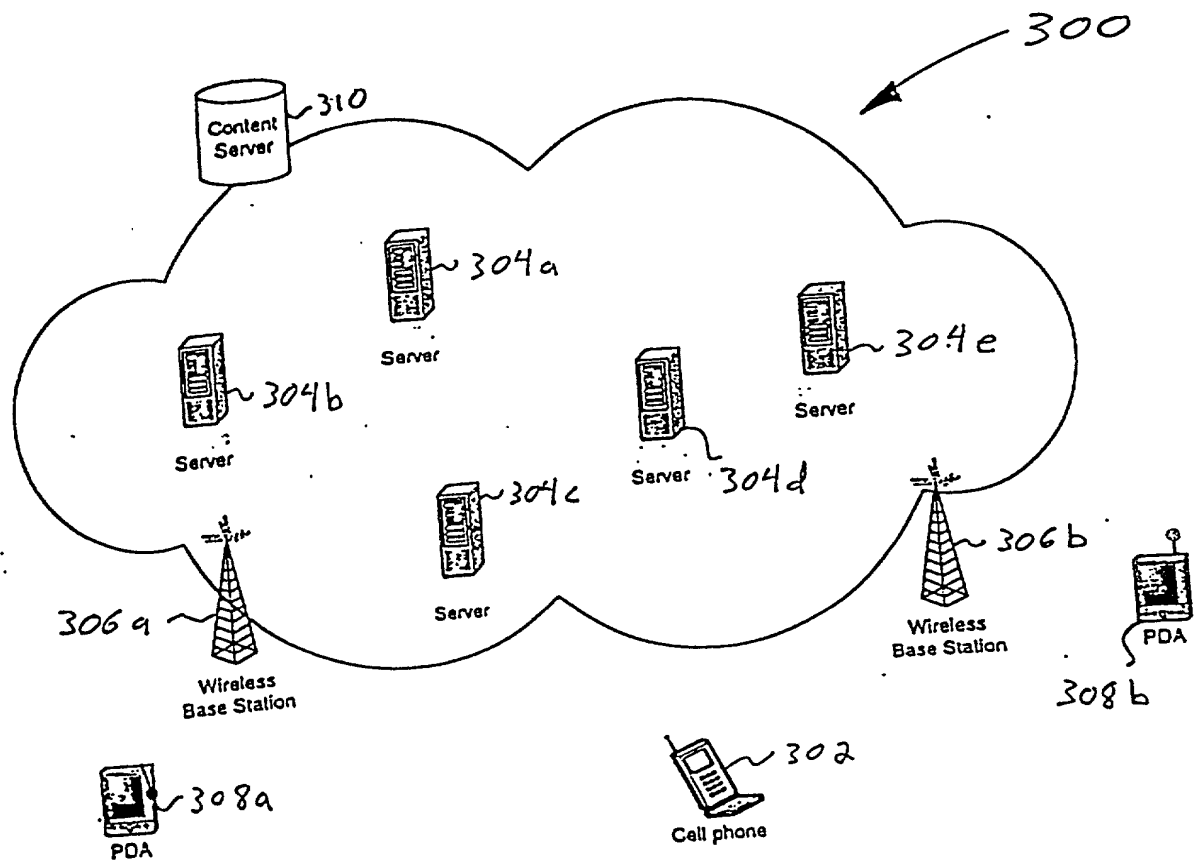 300
310
Content
Server
304a
Server
304b
Server
304e
Server
304d
Server
304c
Server
306a
Wireless
Base Station
306b
Wireless
Base Station
PDA
308b
308a
PDA
302
Cell phone